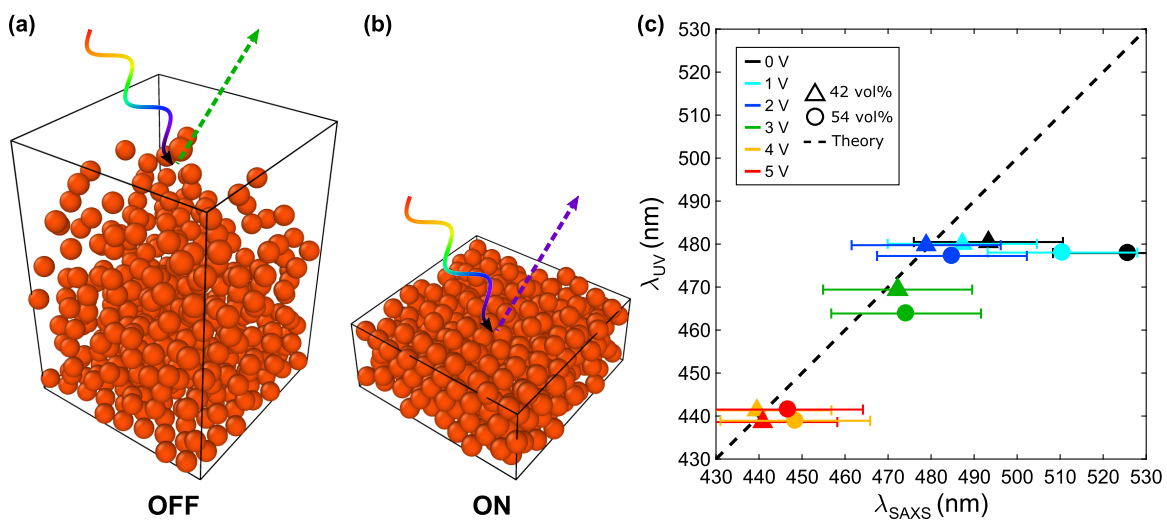 (a)
OFF
(b)
ON
(c)
0 V
1 V
2 V
3 V
4 V
5 V
42 vol%
54 vol%
Theory
530
520
510
500
490
480
470
460
450
440
430
λUV (nm)
430 440 450 460 470 480 490 500 510 520 530
λSAXS (nm)